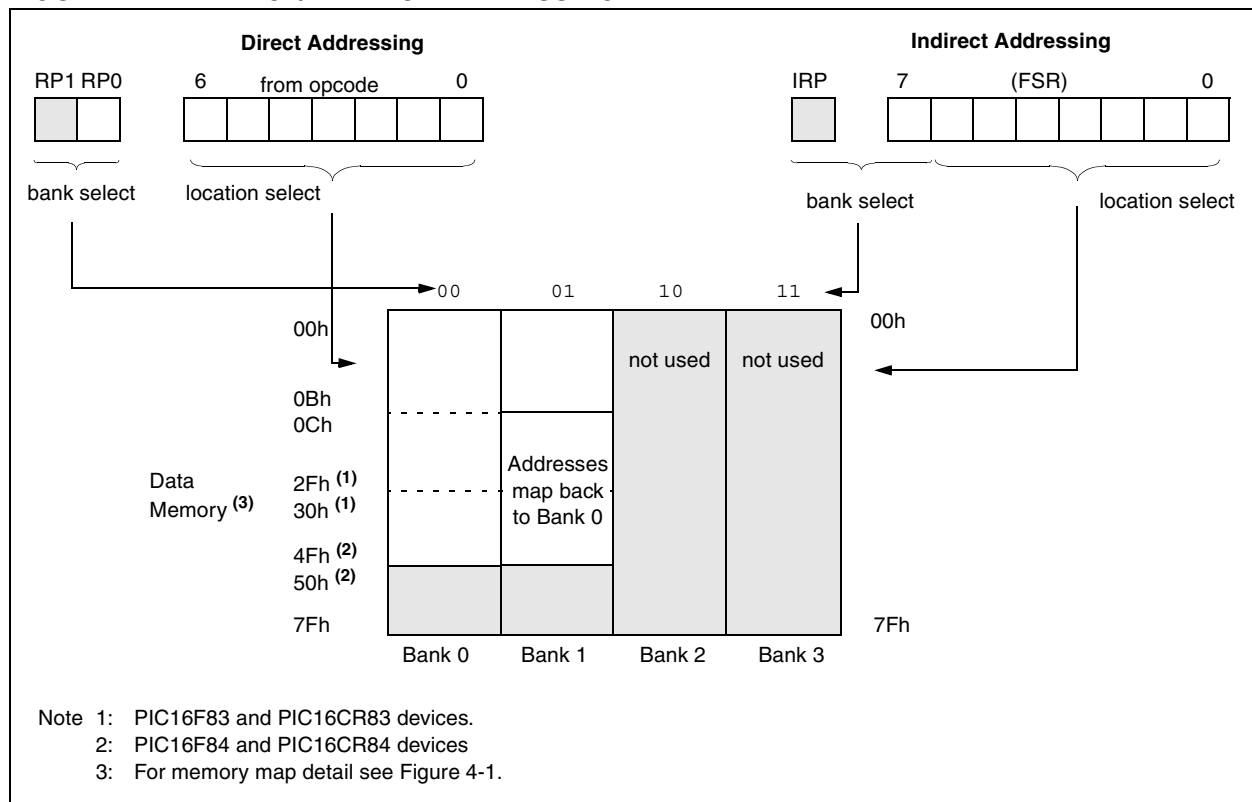 Direct Addressing
Indirect Addressing
RP1 RP0
6 from opcode 0
IRP
7 (FSR) 0
bank select
location select
bank select
location select
00 01 10 11
00h
00h
not used
not used
0Bh
0Ch
Addresses
map back
to Bank 0
Data
Memory (3)
2Fh (1)
30h (1)
4Fh (2)
50h (2)
7Fh
7Fh
Bank 0 Bank 1 Bank 2 Bank 3
Note 1: PIC16F83 and PIC16CR83 devices.
2: PIC16F84 and PIC16CR84 devices
3: For memory map detail see Figure 4-1.